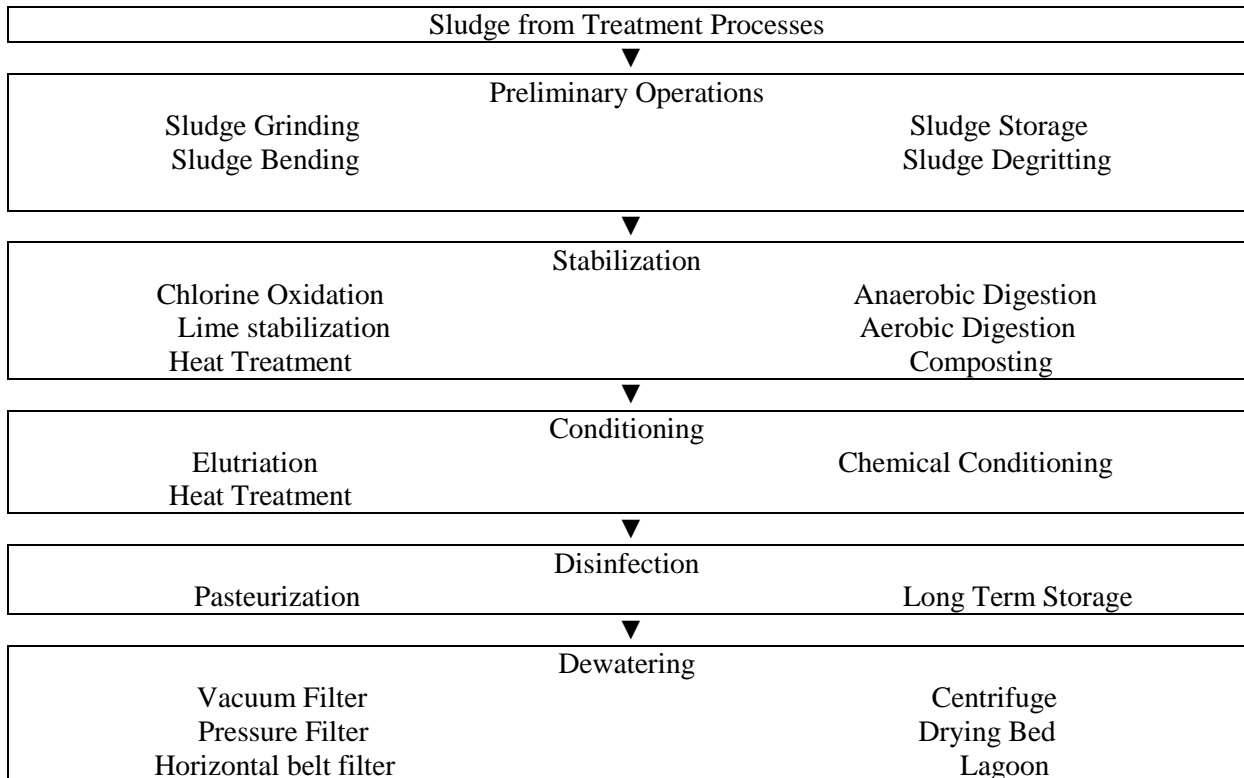 Sludge from Treatment Processes
▼
Preliminary Operations
Sludge Grinding Sludge Storage
Sludge Bending Sludge Degritting
▼
Stabilization
Chlorine Oxidation Anaerobic Digestion
Lime stabilization Aerobic Digestion
Heat Treatment Composting
▼
Conditioning
Elutriation Chemical Conditioning
Heat Treatment
▼
Disinfection
Pasteurization Long Term Storage
▼
Dewatering
Vacuum Filter Centrifuge
Pressure Filter Drying Bed
Horizontal belt filter Lagoon